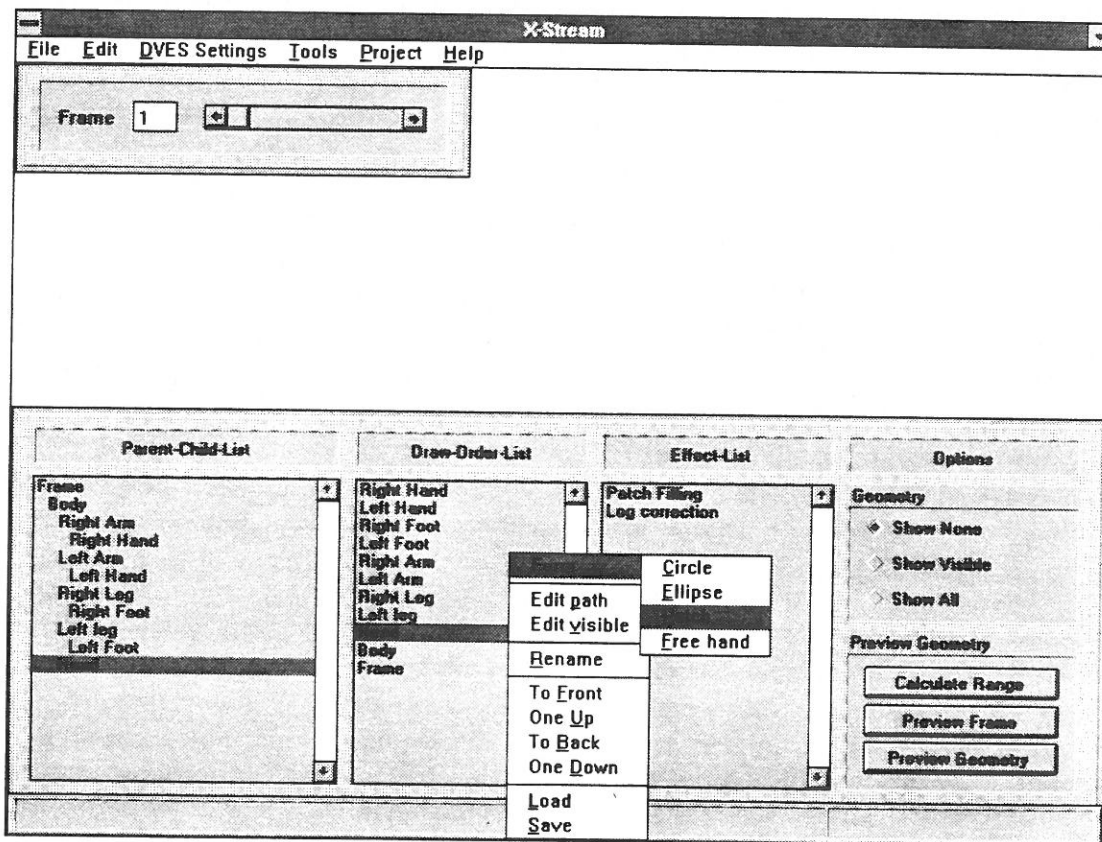 X-Stream
File Edit DVES Settings Tools Project Help
Frame 1
Parent-Child-List
Frame
Body
Right Arm
Right Hand
Left Arm
Left Hand
Right Leg
Right Foot
Left leg
Left Foot
Draw-Order-List
Right Hand
Left Hand
Right Foot
Left Foot
Right Arm
Left Arm
Right Leg
Left leg
Body
Frame
Edit path
Edit visible
Rename
To Front
One Up
To Back
One Down
Load
Save
Circle
Ellipse
Free hand
Effect-List
Patch Filling
Log correction
Options
Geometry
Show None
Show Visible
Show All
Preview Geometry
Calculate Range
Preview Frame
Preview Geometry